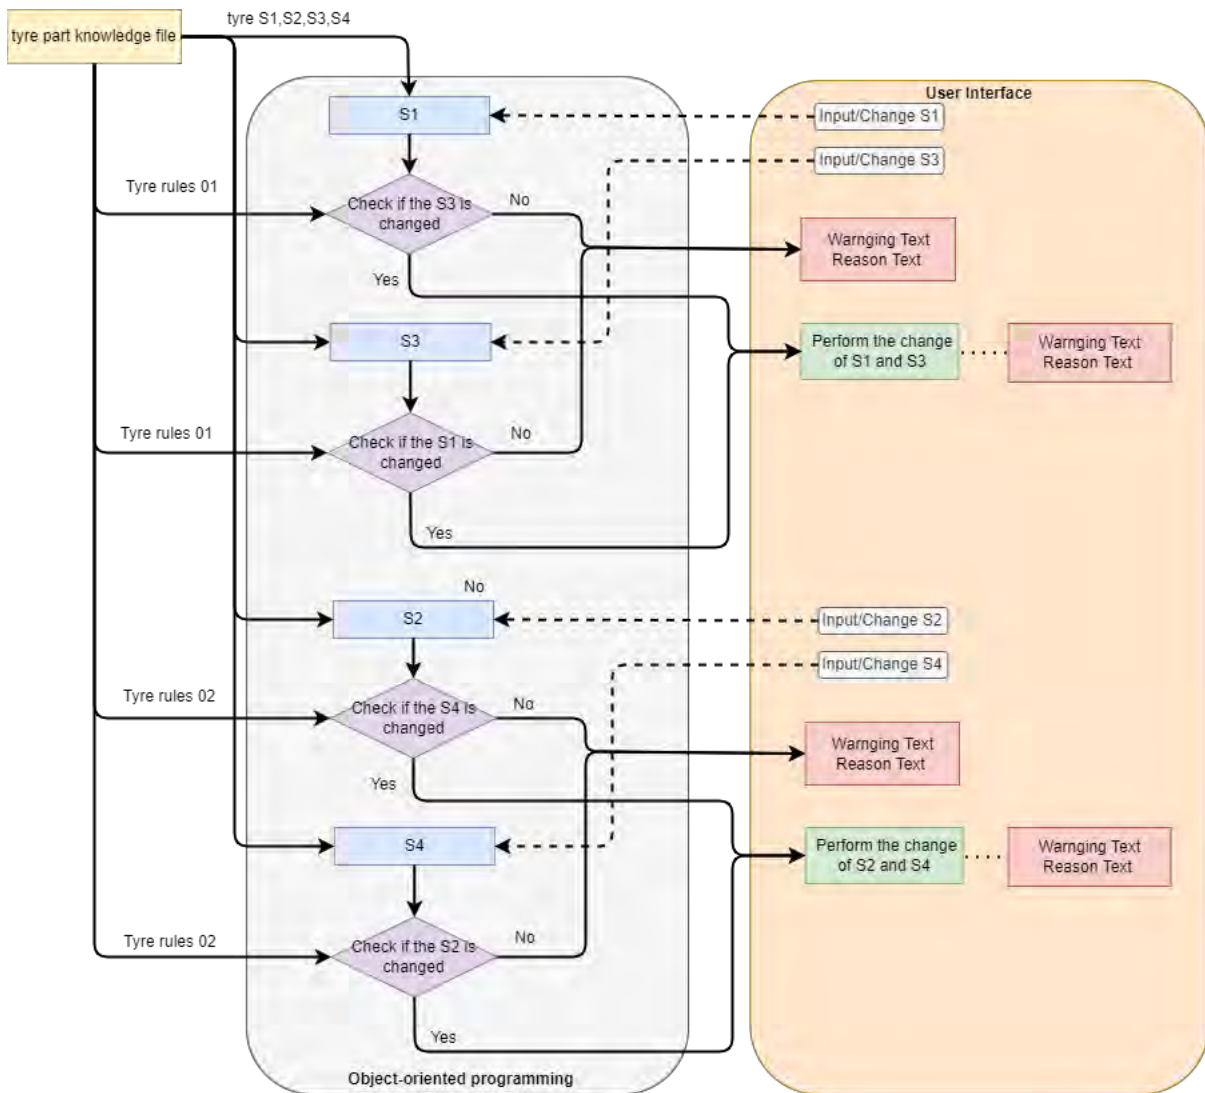 tyre part knowledge file
tyre S1,S2,S3,S4
User Interface
S1
Input/Change S1
Input/Change S3
Tyre rules 01
Check if the S3 is
changed
No
Warnging Text
Reason Text
Yes
S3
Perform the change
of S1 and S3
Warnging Text
Reason Text
Tyre rules 01
Check if the S1 is
changed
No
Yes
No
S2
Input/Change S2
Input/Change S4
Tyre rules 02
Check if the S4 is
changed
No
Warnging Text
Reason Text
Yes
S4
Perform the change
of S2 and S4
Warnging Text
Reason Text
Tyre rules 02
Check if the S2 is
changed
No
Yes
Object-oriented programming